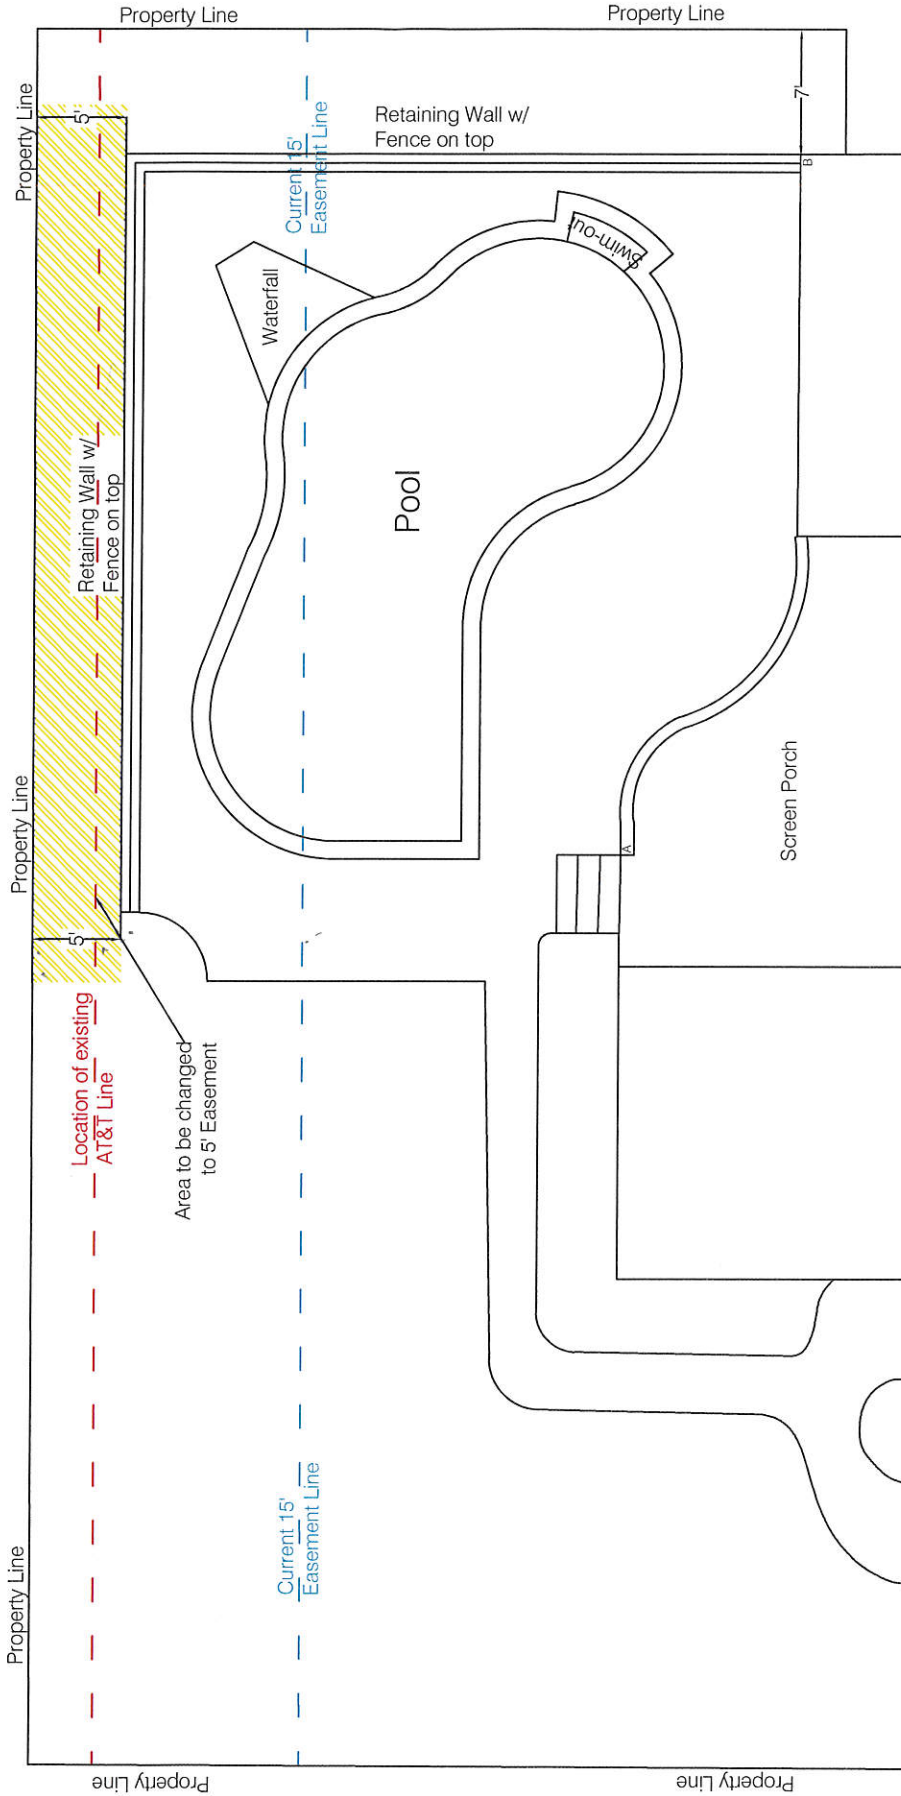 Property Line
Property Line
Property Line
5'
Retaining Wall w/
Fence on top
7'
Current 15'
Easement Line
B
Swim-out
Waterfall
Retaining Wall w/
Fence on top
Pool
Property Line
Screen Porch
A
5'
Location of existing
AT&T Line
Area to be changed
to 5' Easement
Current 15'
Easement Line
Property Line
Property Line
Property Line